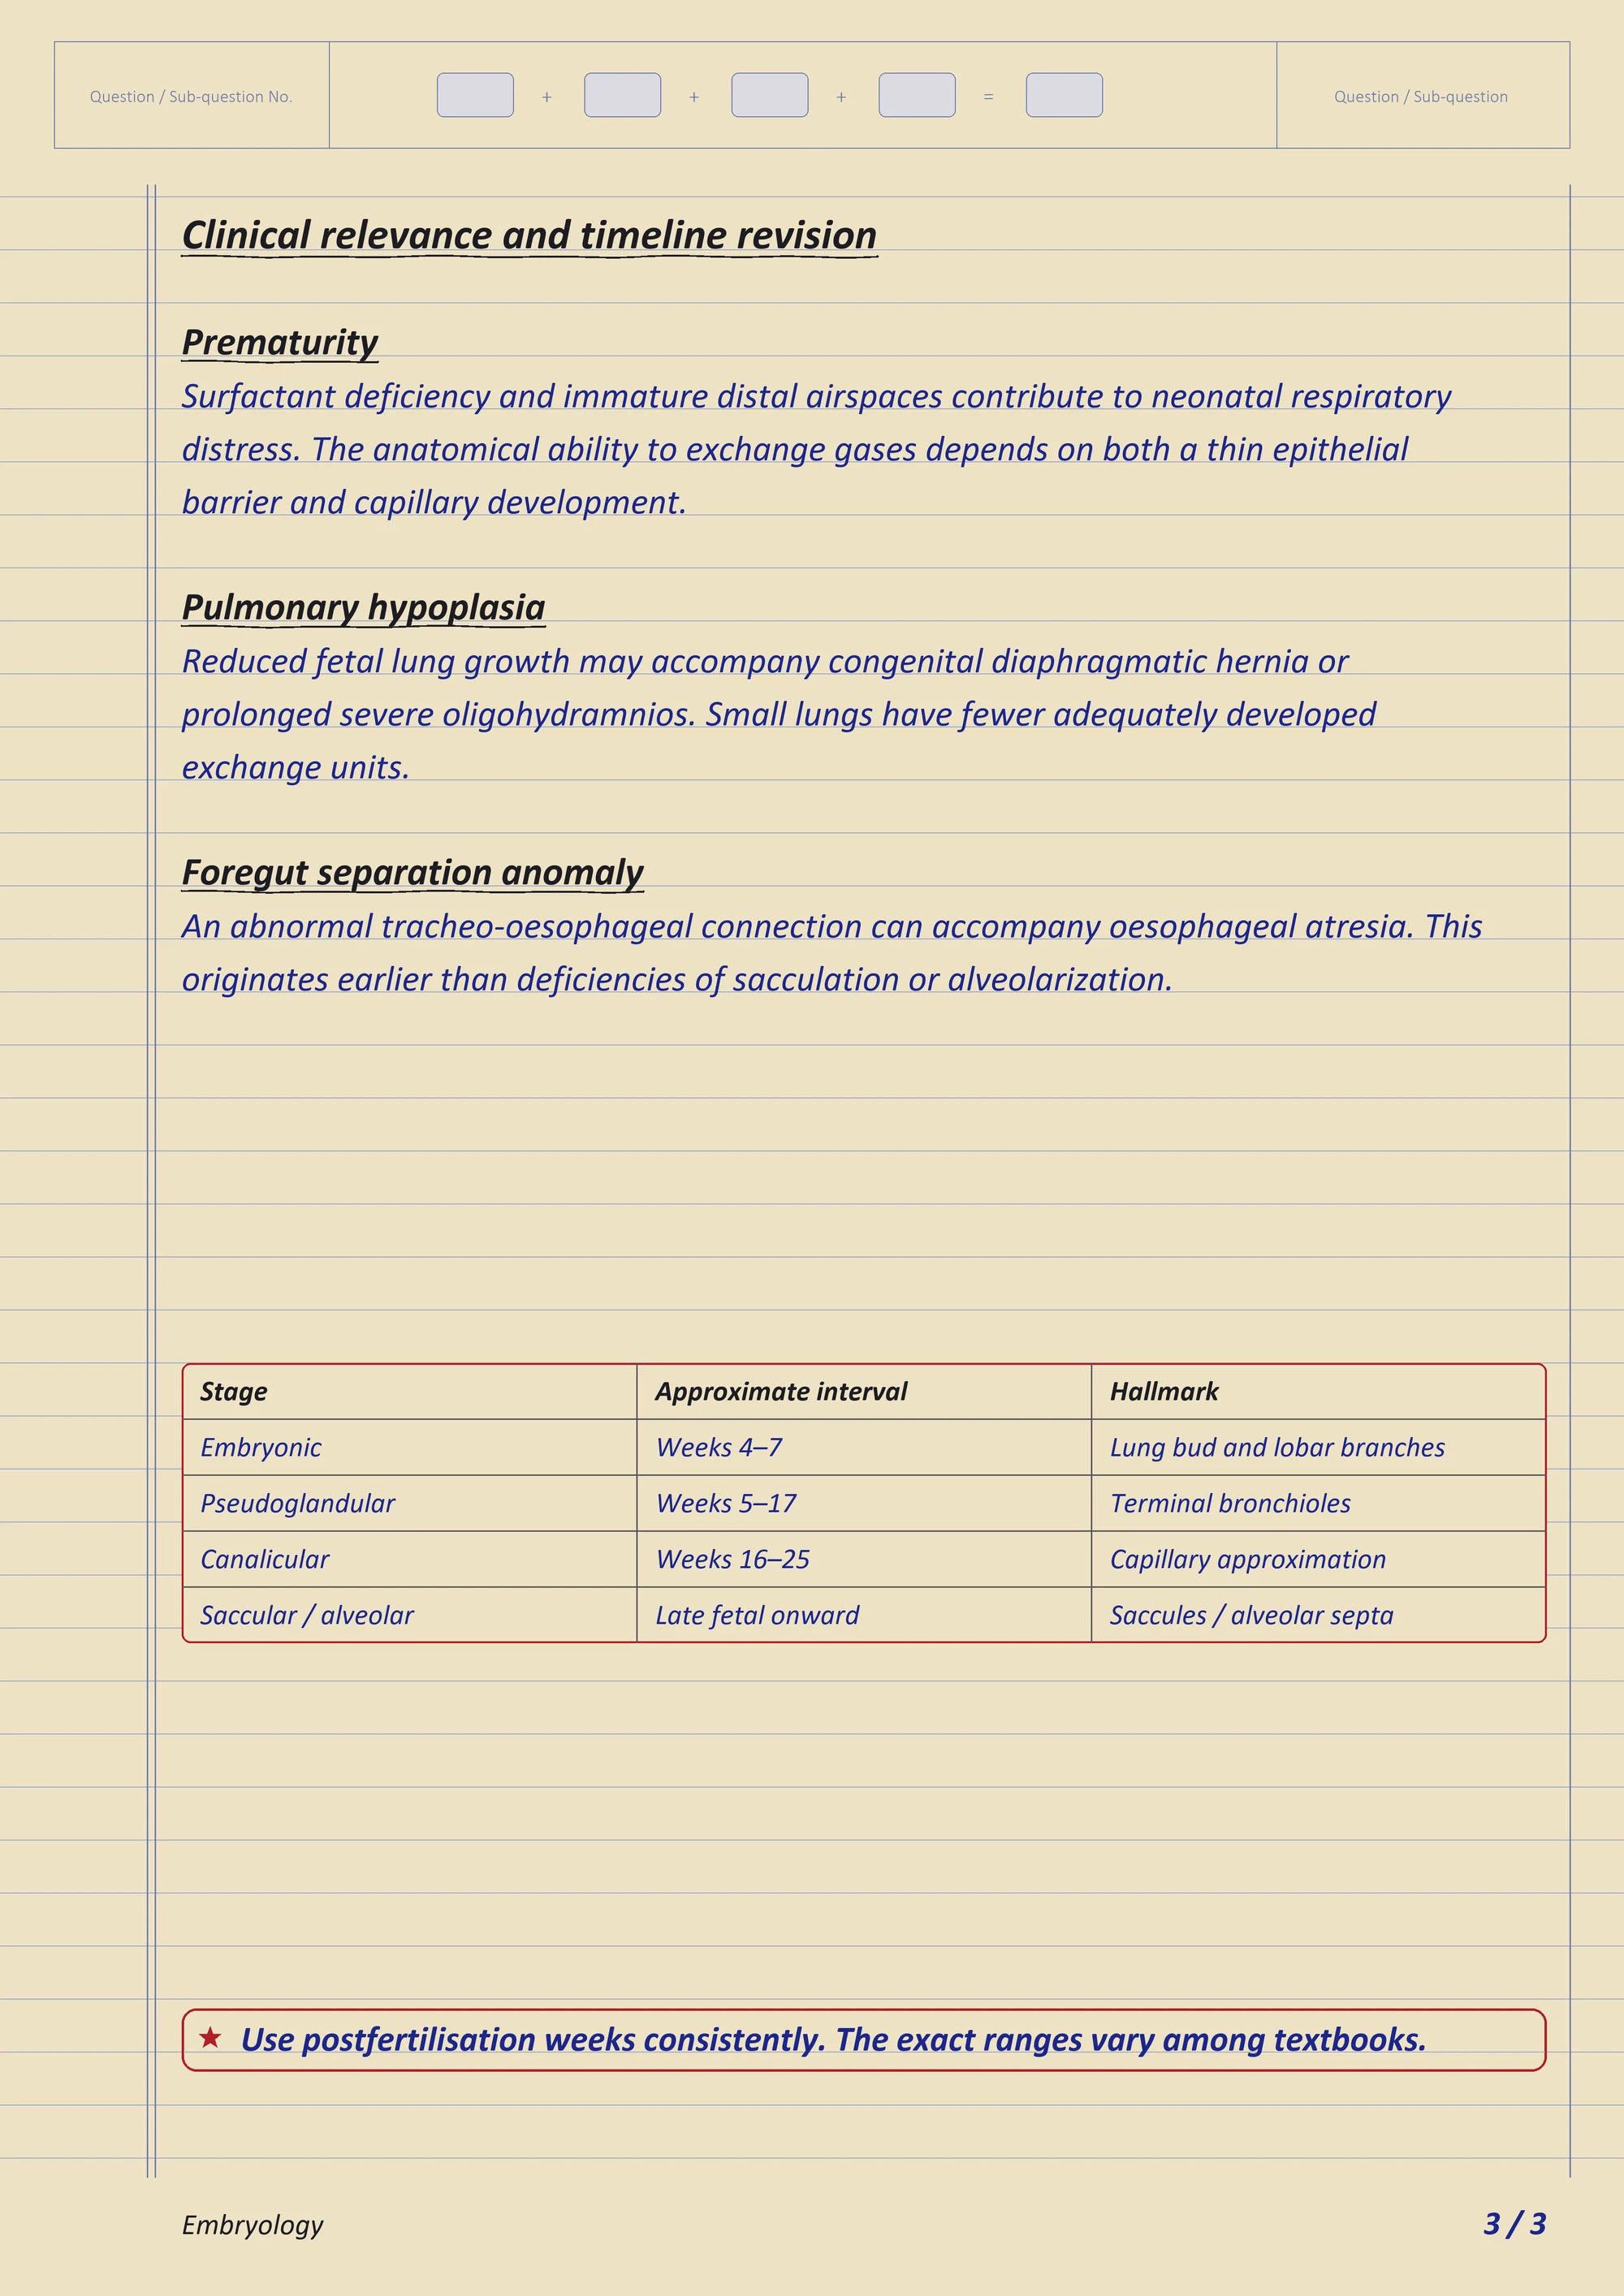 Question / Sub-question No.
+ + + =
Question / Sub-question
Clinical relevance and timeline revision
Prematurity
Surfactant deficiency and immature distal airspaces contribute to neonatal respiratory
distress. The anatomical ability to exchange gases depends on both a thin epithelial
barrier and capillary development.
Pulmonary hypoplasia
Reduced fetal lung growth may accompany congenital diaphragmatic hernia or
prolonged severe oligohydramnios. Small lungs have fewer adequately developed
exchange units.
Foregut separation anomaly
An abnormal tracheo-oesophageal connection can accompany oesophageal atresia. This
originates earlier than deficiencies of sacculation or alveolarization.
Stage Approximate interval Hallmark
Embryonic Weeks 4–7 Lung bud and lobar branches
Pseudoglandular Weeks 5–17 Terminal bronchioles
Canalicular Weeks 16–25 Capillary approximation
Saccular / alveolar Late fetal onward Saccules / alveolar septa
★ Use postfertilisation weeks consistently. The exact ranges vary among textbooks.
Embryology
3 / 3